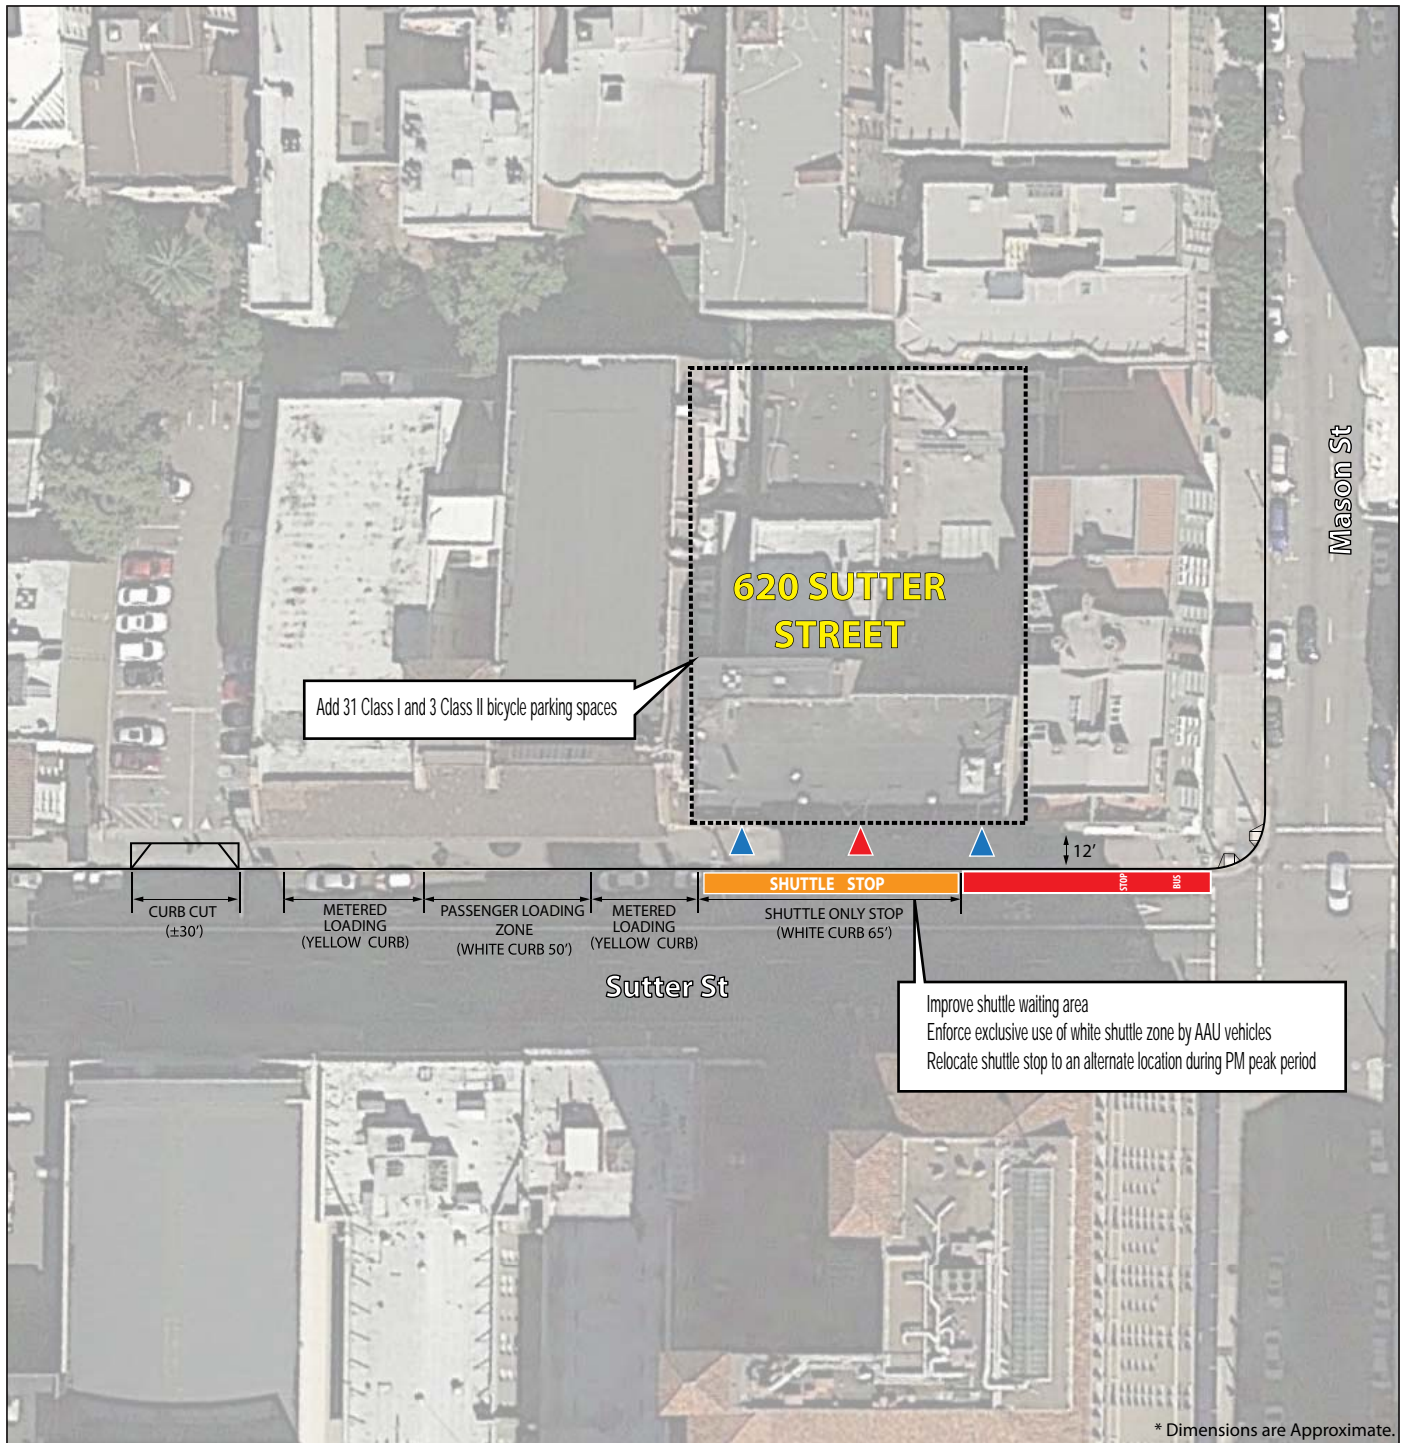 Mason St
620 SUTTER
STREET
Add 31 Class I and 3 Class II bicycle parking spaces
12'
SHUTTLE STOP
STOP
BUS
CURB CUT
(±30')
METERED
LOADING
(YELLOW CURB)
PASSENGER LOADING
ZONE
(WHITE CURB 50')
METERED
LOADING
(YELLOW CURB)
SHUTTLE ONLY STOP
(WHITE CURB 65')
Sutter St
Improve shuttle waiting area
Enforce exclusive use of white shuttle zone by AAU vehicles
Relocate shuttle stop to an alternate location during PM peak period
* Dimensions are Approximate.